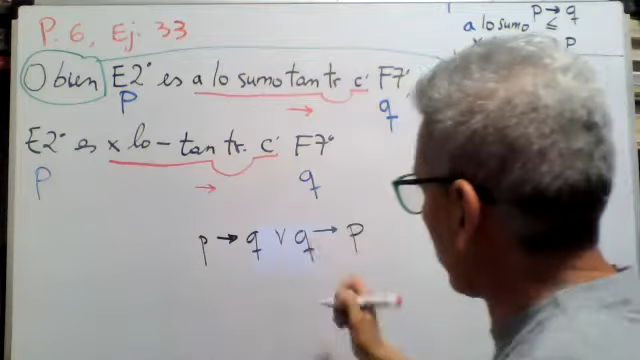 P. 6, Ej. 33
p → q
a lo sumo ≤
x p
O bien E2° es a lo sumo tan tr. c' F7°,
p → q
E2° es x lo - tan tr. c' F7°
p → q
p → q v q → p